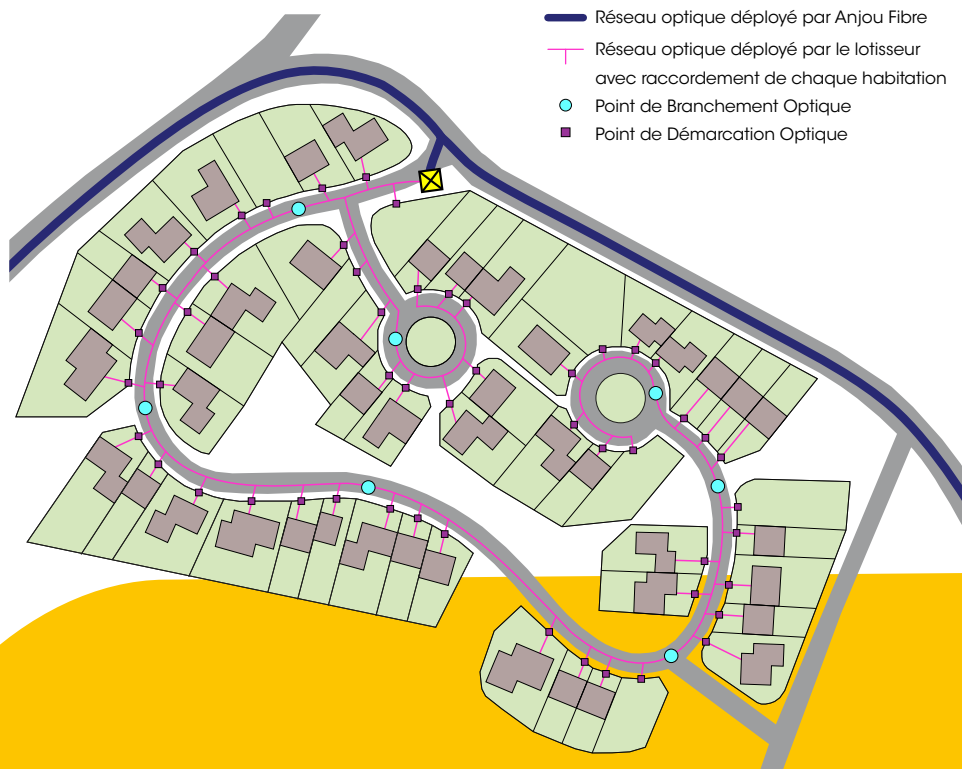 Réseau optique déployé par Anjou Fibre
Réseau optique déployé par le lotisseur
avec raccordement de chaque habitation
Point de Branchement Optique
Point de Démarcation Optique